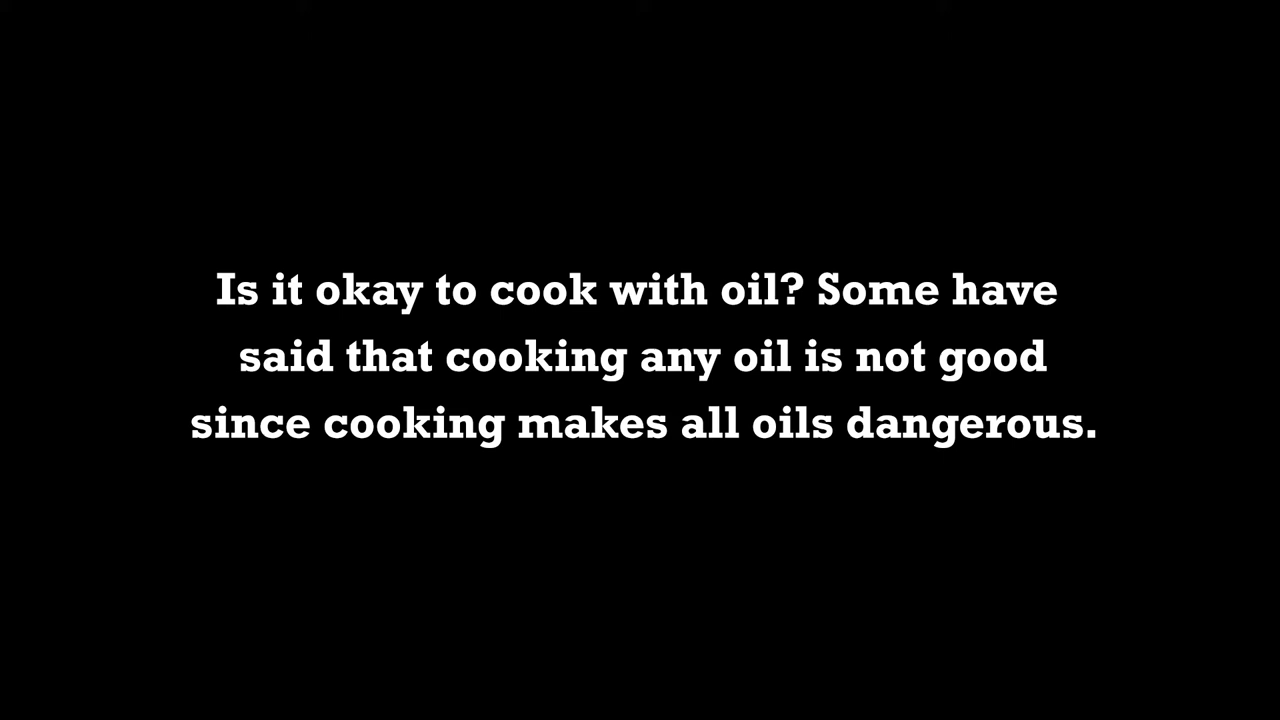 Is it okay to cook with oil? Some have
said that cooking any oil is not good
since cooking makes all oils dangerous.